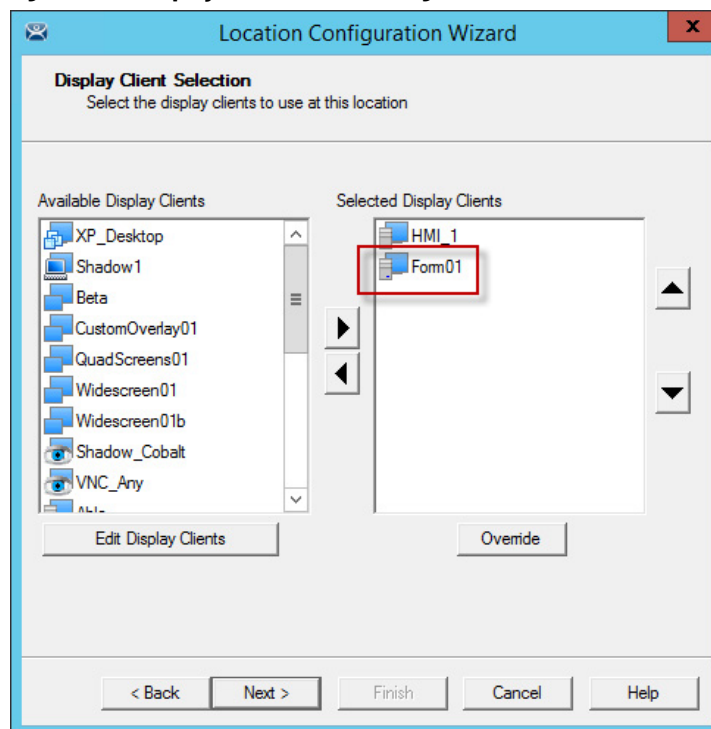 Location Configuration Wizard
x
Display Client Selection
Select the display clients to use at this location
Available Display Clients
Selected Display Clients
XP_Desktop
Shadow1
Beta
CustomOverlay01
QuadScreens01
Widescreen01
Widescreen01b
Shadow_Cobalt
VNC_Any
HMI_1
Form01
Edit Display Clients
Override
< Back
Next >
Finish
Cancel
Help